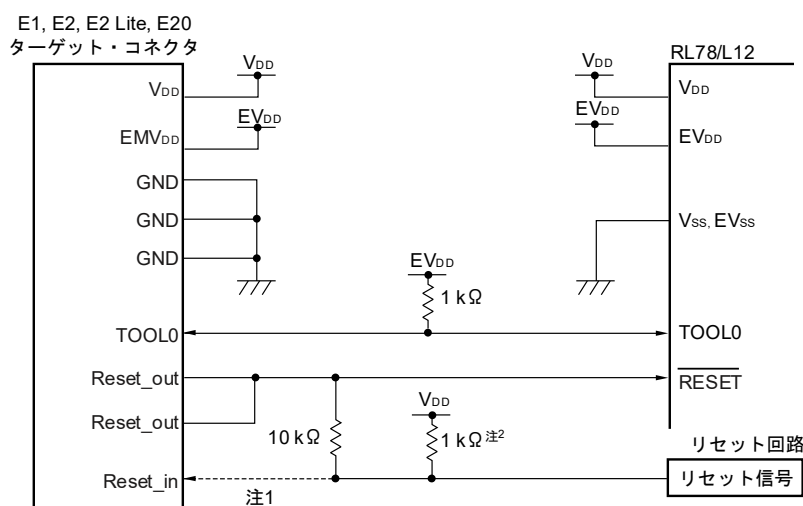 E1, E2, E2 Lite, E20
ターゲット・コネクタ
RL78/L12
VDD
VDD
VDD
VDD
EVDD
EVDD
EMVDD
EVDD
GND
GND
VSS, EVSS
GND
EVDD
1 kΩ
TOOL0
TOOL0
Reset_out
RESET
Reset_out
VDD
10 kΩ
1 kΩ注2
リセット回路
Reset_in
リセット信号
注1